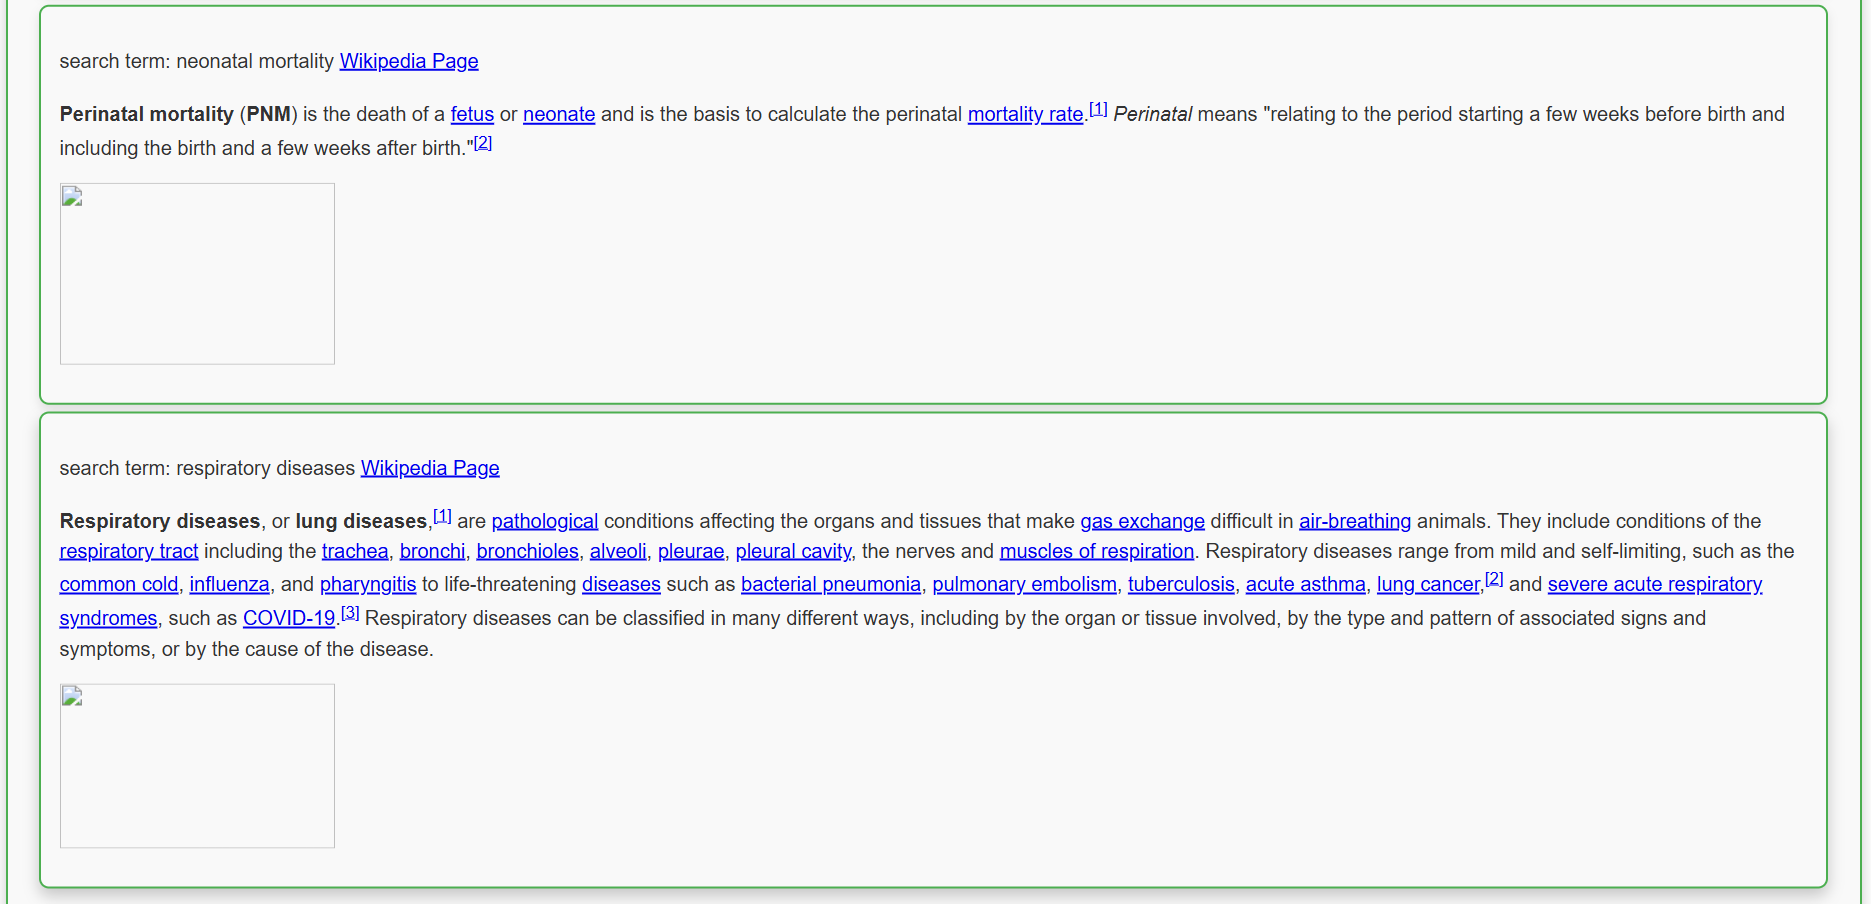 search term: neonatal mortality Wikipedia Page
Perinatal mortality (PNM) is the death of a fetus or neonate and is the basis to calculate the perinatal mortality rate.[1] Perinatal means "relating to the period starting a few weeks before birth and
including the birth and a few weeks after birth."[2]
search term: respiratory diseases Wikipedia Page
Respiratory diseases, or lung diseases,[1] are pathological conditions affecting the organs and tissues that make gas exchange difficult in air-breathing animals. They include conditions of the
respiratory tract including the trachea, bronchi, bronchioles, alveoli, pleurae, pleural cavity, the nerves and muscles of respiration. Respiratory diseases range from mild and self-limiting, such as the
common cold, influenza, and pharyngitis to life-threatening diseases such as bacterial pneumonia, pulmonary embolism, tuberculosis, acute asthma, lung cancer,[2] and severe acute respiratory
syndromes, such as COVID-19.[3] Respiratory diseases can be classified in many different ways, including by the organ or tissue involved, by the type and pattern of associated signs and
symptoms, or by the cause of the disease.